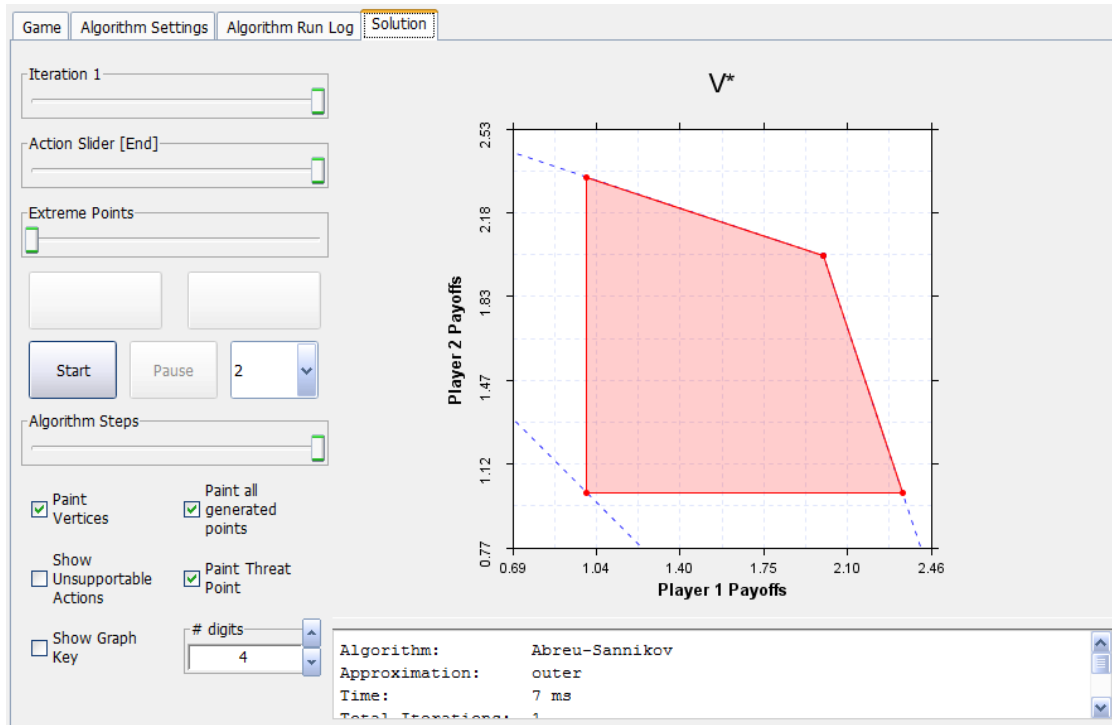 Game
Algorithm Settings
Algorithm Run Log
Solution
Iteration 1
Action Slider [End]
Extreme Points
Start
Pause
2
Algorithm Steps
Paint
Vertices
Paint all
generated
points
Show
Unsupportable
Actions
Paint Threat
Point
Show Graph
Key
# digits
4
V*
Player 2 Payoffs
2.53
2.18
1.83
1.47
1.12
0.77
0.69
1.04
1.40
1.75
2.10
2.46
Player 1 Payoffs
Algorithm: Abreu-Sannikov
Approximation: outer
Time: 7 ms
Total Iterations: 1